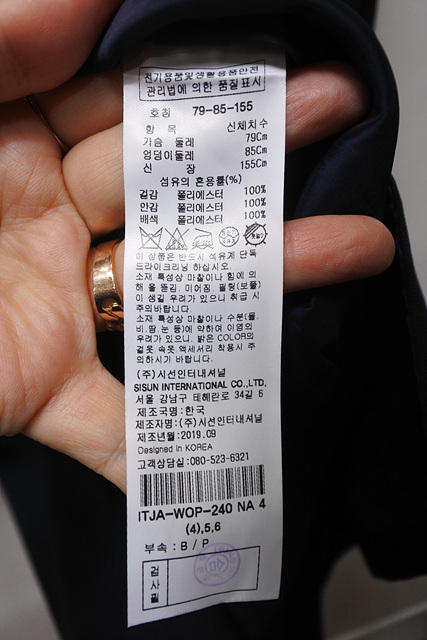 전기용품및생활용품안전
관리법에 의한 품질표시
호칭 79-85-155
항 목 신체치수
가슴 둘레 79Cm
엉덩이둘레 85Cm
신 장 155Cm
섬유의 혼용률(%)
겉감 폴리에스터 100%
안감 폴리에스터 100%
배색 폴리에스터 100%
이 상품은 반드시 석유계 단독
드라이크리닝 하십시오.
소재 특성상 마찰이나 힘에 의
해 올 뜯김, 미어짐, 필링(보풀)
이 생길 우려가 있으니 취급 시
주의바랍니다.
소재 특성상 마찰이나 수분(물,
비,땀,눈 등)에 약하여 이염의
우려가 있으니, 밝은 COLOR의
겉옷,속옷,액세서리 착용시 주
의하시기 바랍니다.
(주)시선인터내셔널
SISUN INTERNATIONAL CO.,LTD.
서울 강남구 테헤란로 34길 6
제조국명:한국
제조자명:(주)시선인터내셔널
제조년월:2019.09
Designed in KOREA
고객상담실:080-523-6321
ITJA-WOP-240 NA 4
(4),5,6
부속 : B / P
검사필